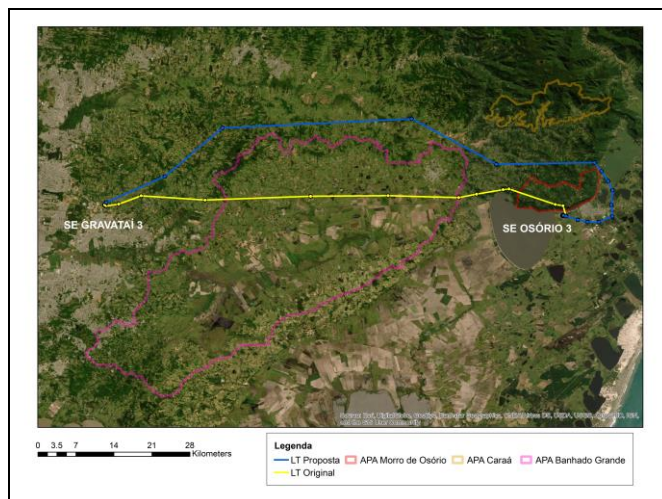 SE GRAVATAÍ 3
SE OSÓRIO 3
0 3.5 7 14 21 28
Kilometers
Legenda
LT Proposta APA Morro de Osório APA Caraá APA Banhado Grande
LT Original